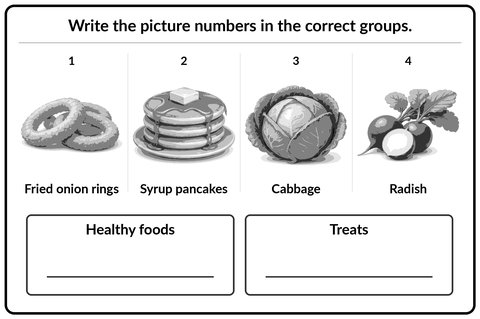 Write the picture numbers in the correct groups.
1 2 3 4
Fried onion rings Syrup pancakes Cabbage Radish
Healthy foods Treats